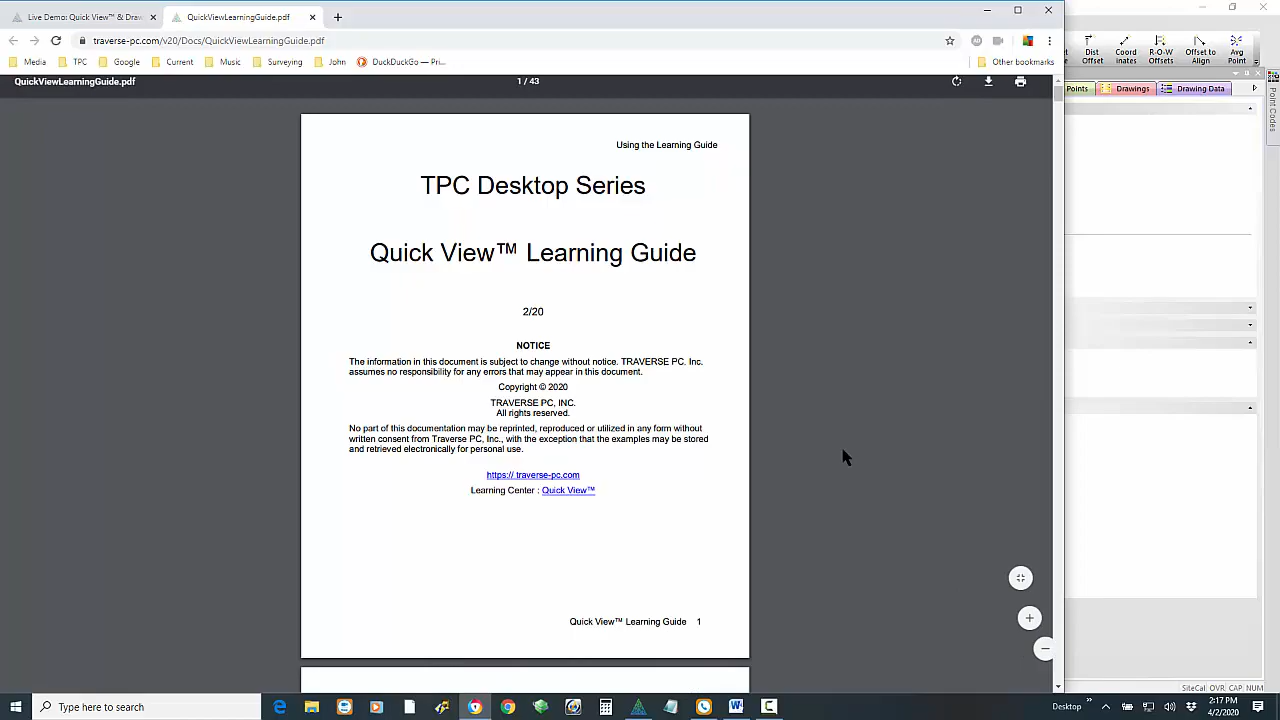 Live Demo: Quick View™ & Draw
QuickViewLearningGuide.pdf
traverse-pc.com/v20/Docs/QuickViewLearningGuide.pdf
Media
TPC
Google
Current
Music
Surveying
John
DuckDuckGo — Pri...
Other bookmarks
QuickViewLearningGuide.pdf
1 / 43
Dist Offset
Coord inates
R-O-W Offsets
Offset to Align
Avg Point
Points
Drawings
Drawing Data
Point Codes
Using the Learning Guide
TPC Desktop Series
Quick View™ Learning Guide
2/20
NOTICE
The information in this document is subject to change without notice. TRAVERSE PC. Inc.
assumes no responsibility for any errors that may appear in this document.
Copyright © 2020
TRAVERSE PC, INC.
All rights reserved.
No part of this documentation may be reprinted, reproduced or utilized in any form without
written consent from Traverse PC, Inc., with the exception that the examples may be stored
and retrieved electronically for personal use.
https:// traverse-pc.com
Learning Center : Quick View™
Quick View™ Learning Guide 1
SiteCal OVR CAP NUM
Type here to search
Desktop
2:17 PM
4/2/2020